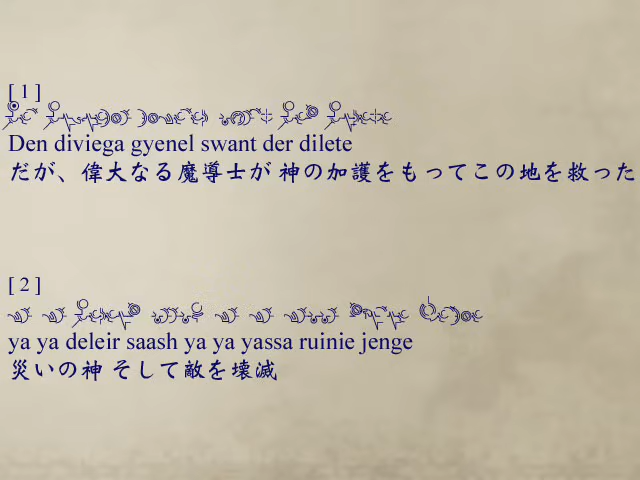 [ 1 ]
Den diviega gyenel swant der dilete
だが、偉大なる魔導士が 神の加護をもってこの地を救った
[ 2 ]
ya ya deleir saash ya ya yassa ruinie jenge
災いの神 そして敵を壊滅